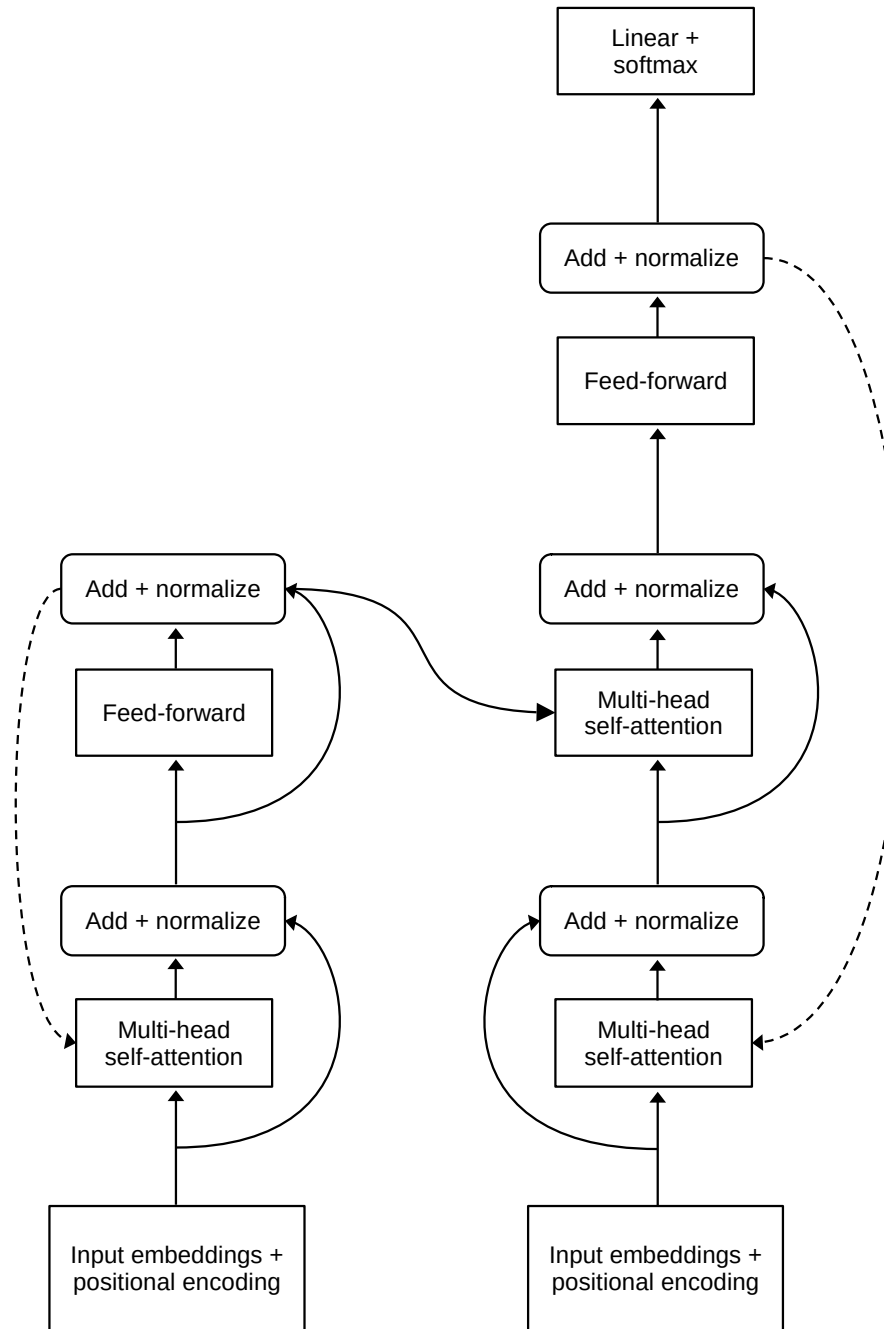 Linear +
softmax
Add + normalize
Feed-forward
Add + normalize
Add + normalize
Feed-forward
Multi-head
self-attention
Add + normalize
Add + normalize
Multi-head
self-attention
Multi-head
self-attention
Input embeddings +
positional encoding
Input embeddings +
positional encoding